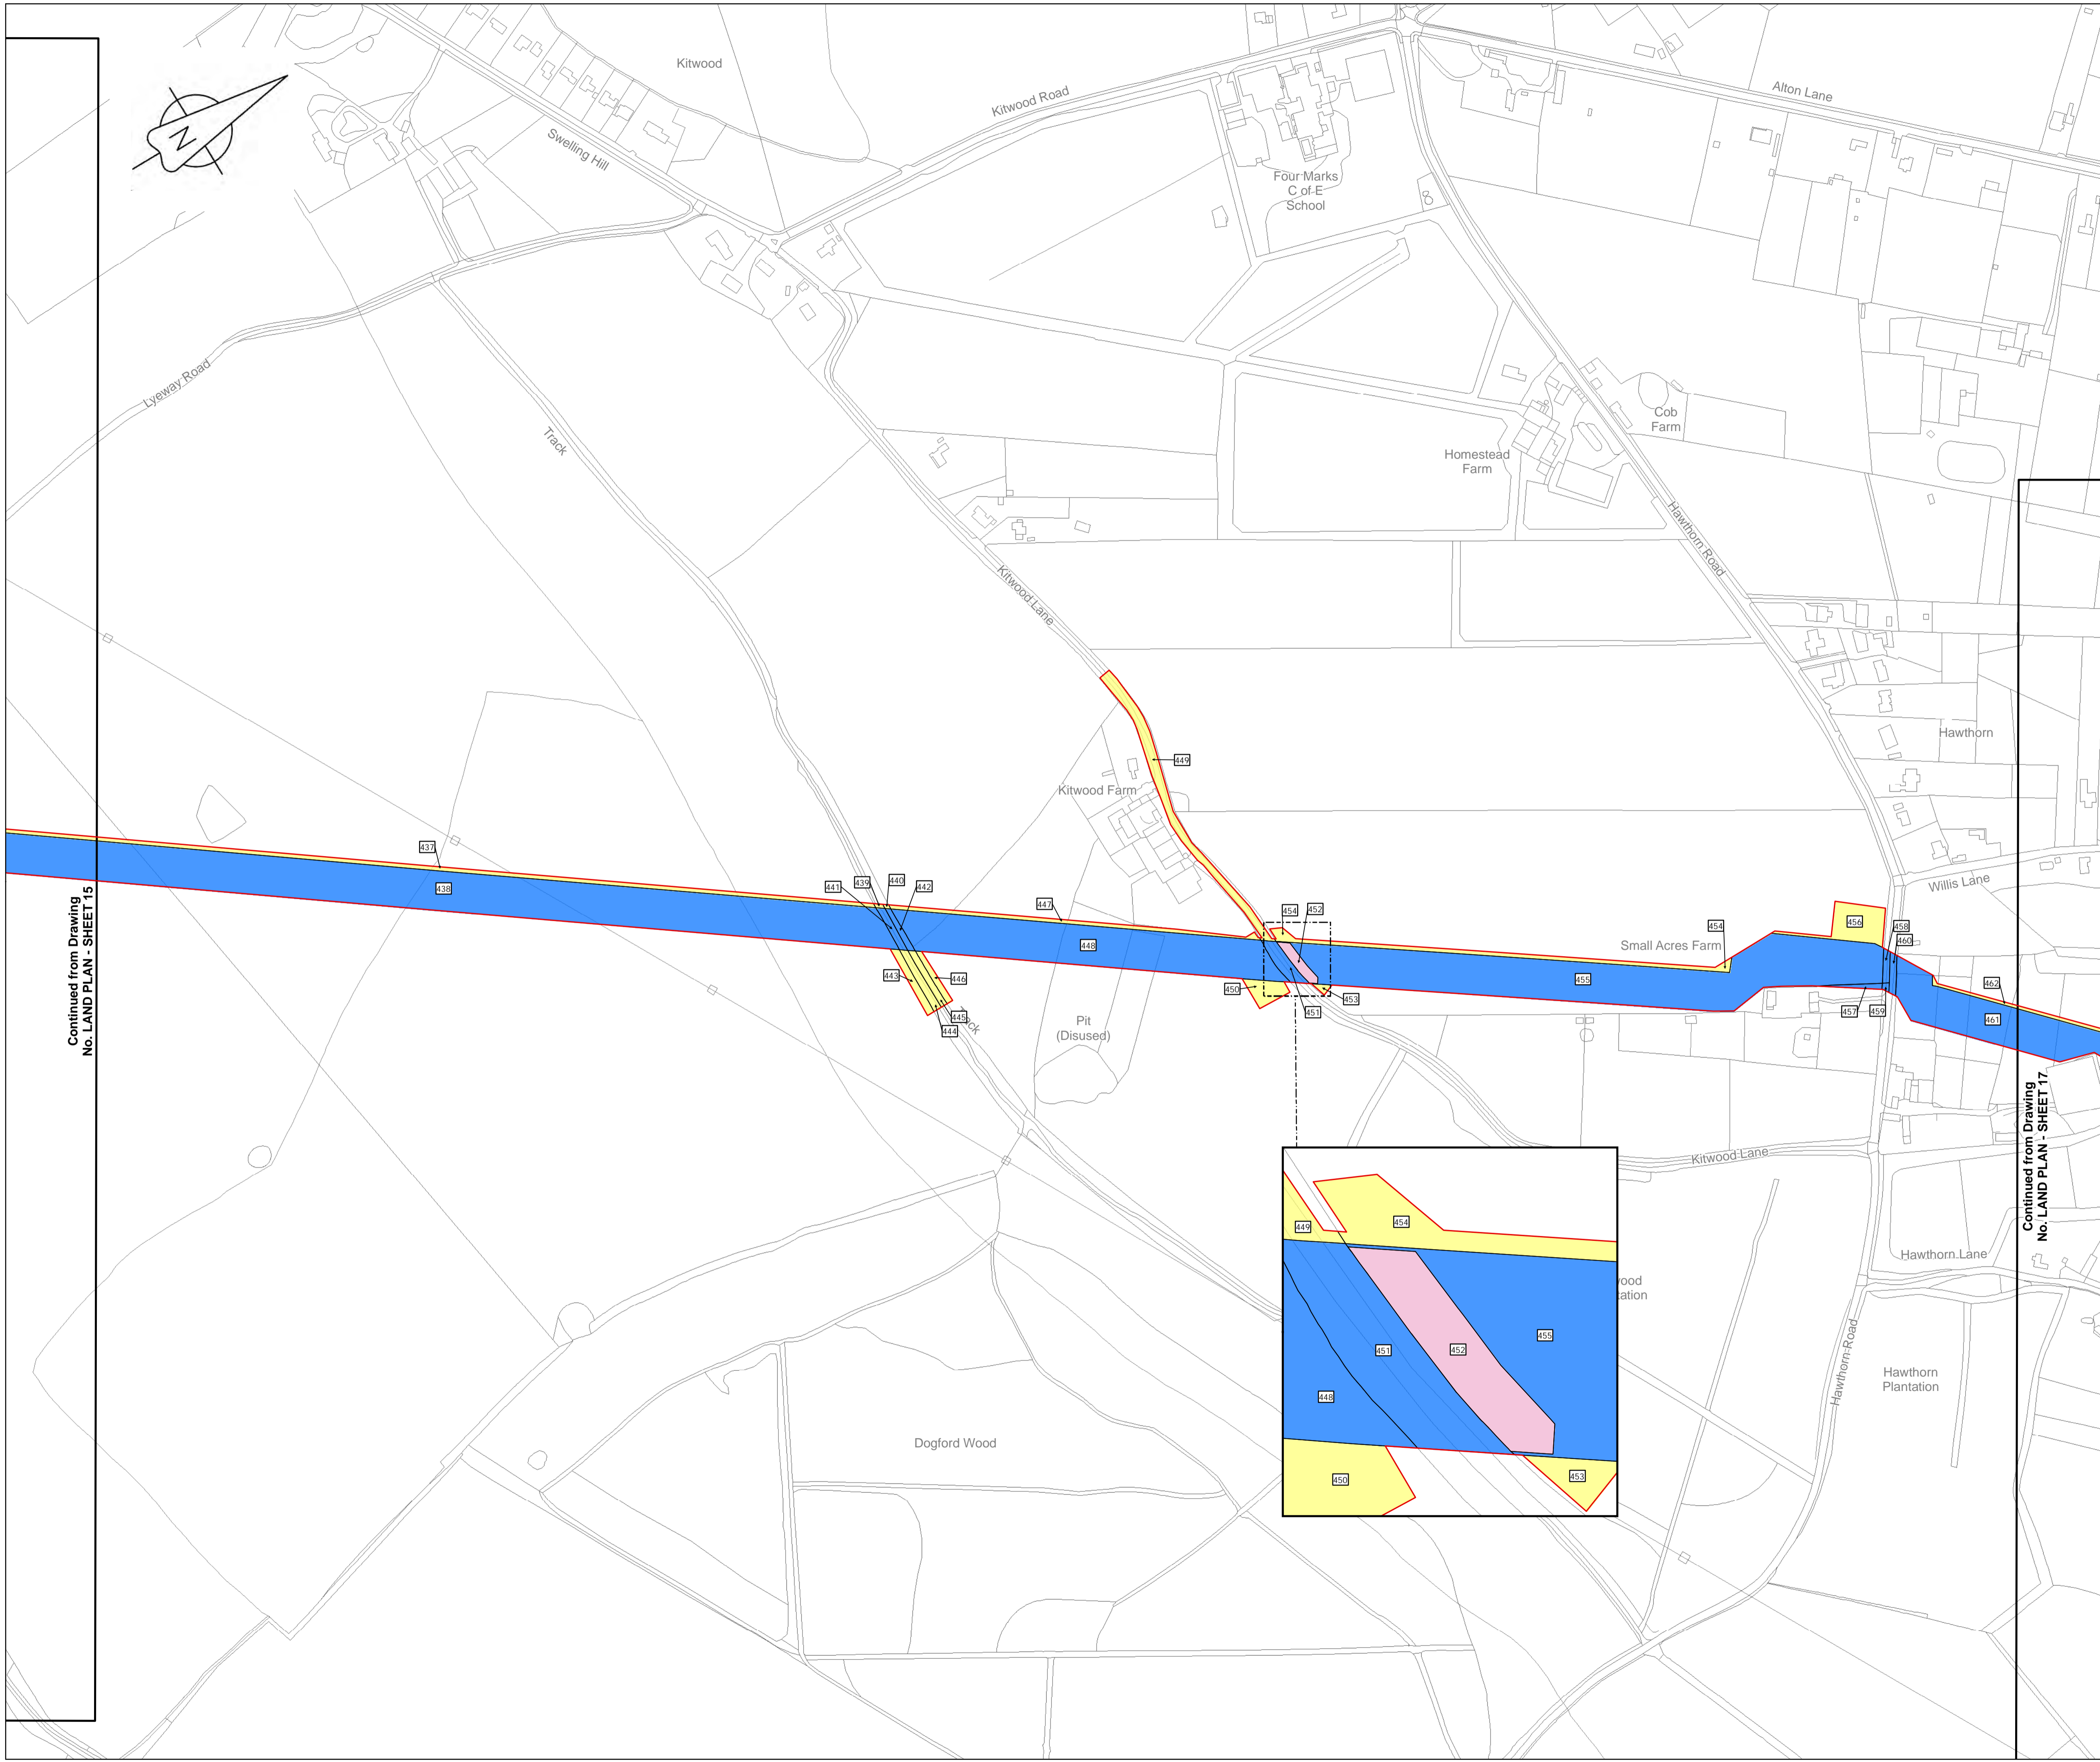 Kitwood
Kitwood Road
Alton Lane
N
Swelling Hill
Four Marks
C of E
School
Lyeway Road
Track
Cob
Farm
Homestead
Farm
Hawthorn Road
Kitwood Lane
Hawthorn
449
Kitwood Farm
437
438
441
439
440
442
447
448
454
452
Small Acres Farm
454
456
458
460
Willis Lane
455
462
461
443
446
445
444
Track
450
453
451
457
459
Pit
(Disused)
Continued from Drawing
No. LAND PLAN - SHEET 15
Continued from Drawing
No. LAND PLAN - SHEET 17
Kitwood Lane
449
454
451
452
455
448
450
453
Hawthorn Lane
Hawthorn Road
Hawthorn
Plantation
Dogford Wood